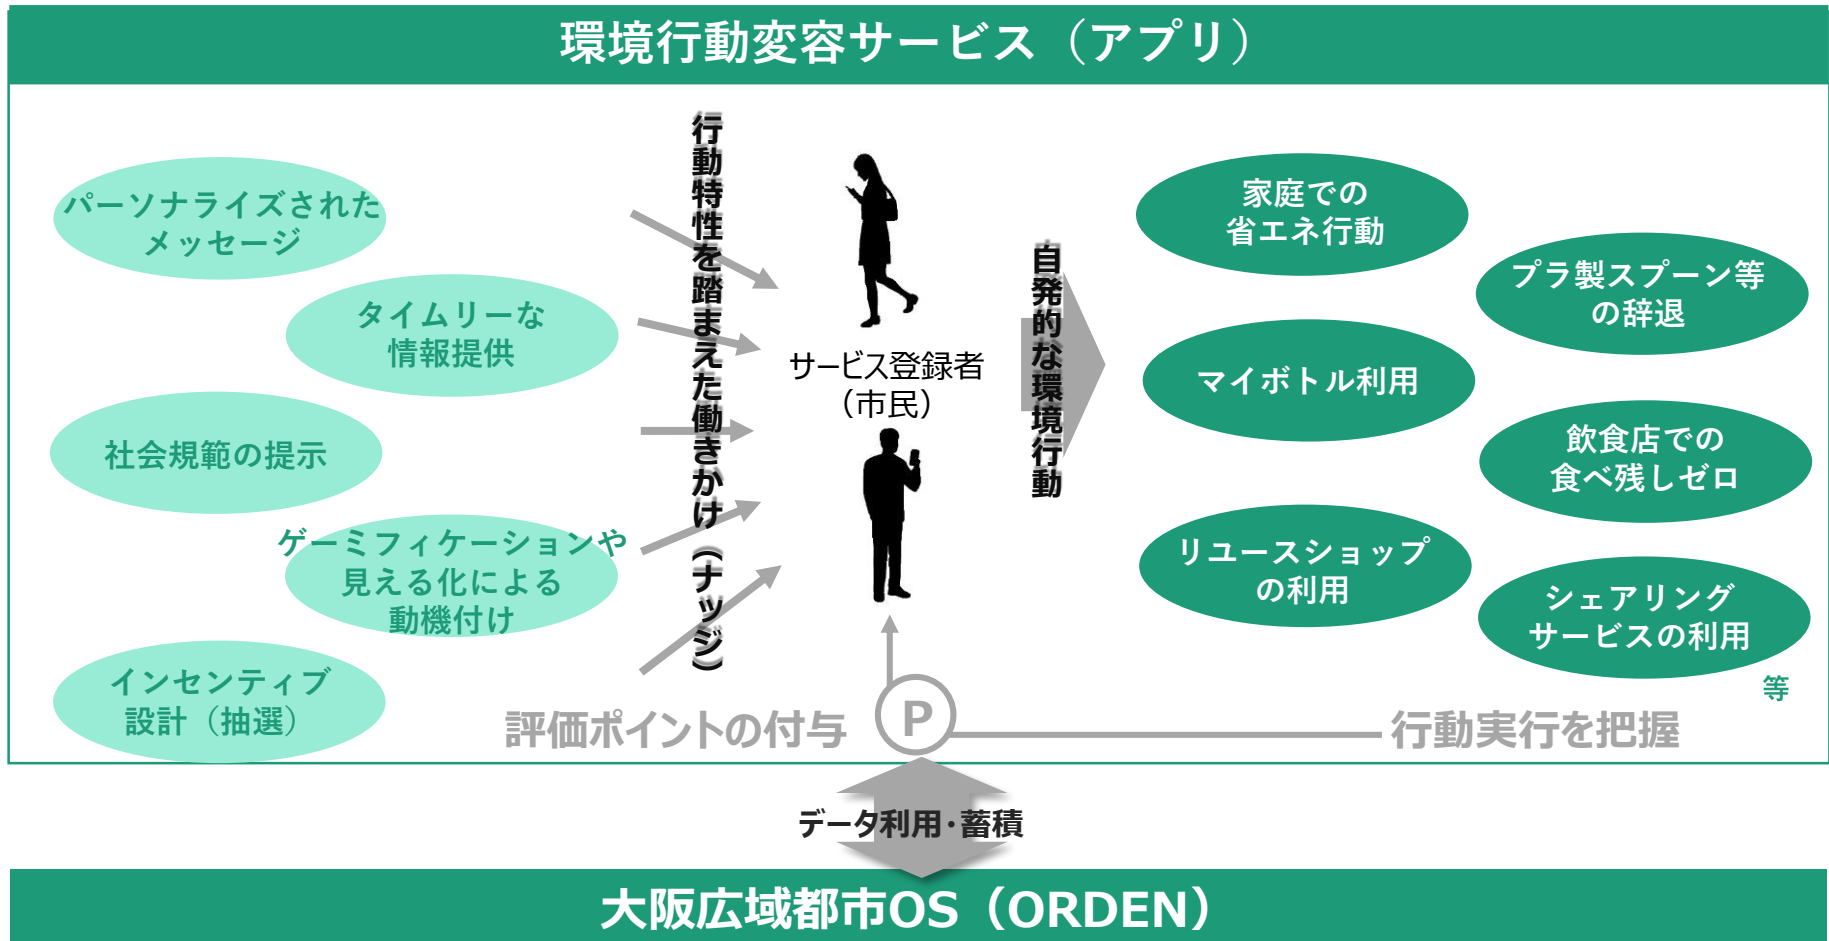 環境行動変容サービス（アプリ）
パーソナライズされた
メッセージ
タイムリーな
情報提供
社会規範の提示
ゲーミフィケーションや
見える化による
動機付け
インセンティブ
設計（抽選）
行動特性を踏まえた働きかけ（ナッジ）
サービス登録者
（市民）
自発的な環境行動
家庭での
省エネ行動
プラ製スプーン等
の辞退
マイボトル利用
飲食店での
食べ残しゼロ
リユースショップ
の利用
シェアリング
サービスの利用
等
評価ポイントの付与
P
行動実行を把握
データ利用・蓄積
大阪広域都市OS（ORDEN）